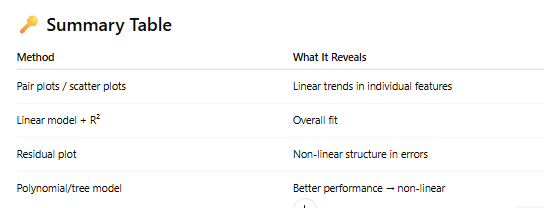 🔑 Summary Table
Method What It Reveals
Pair plots / scatter plots Linear trends in individual features
Linear model + R² Overall fit
Residual plot Non-linear structure in errors
Polynomial/tree model Better performance → non-linear